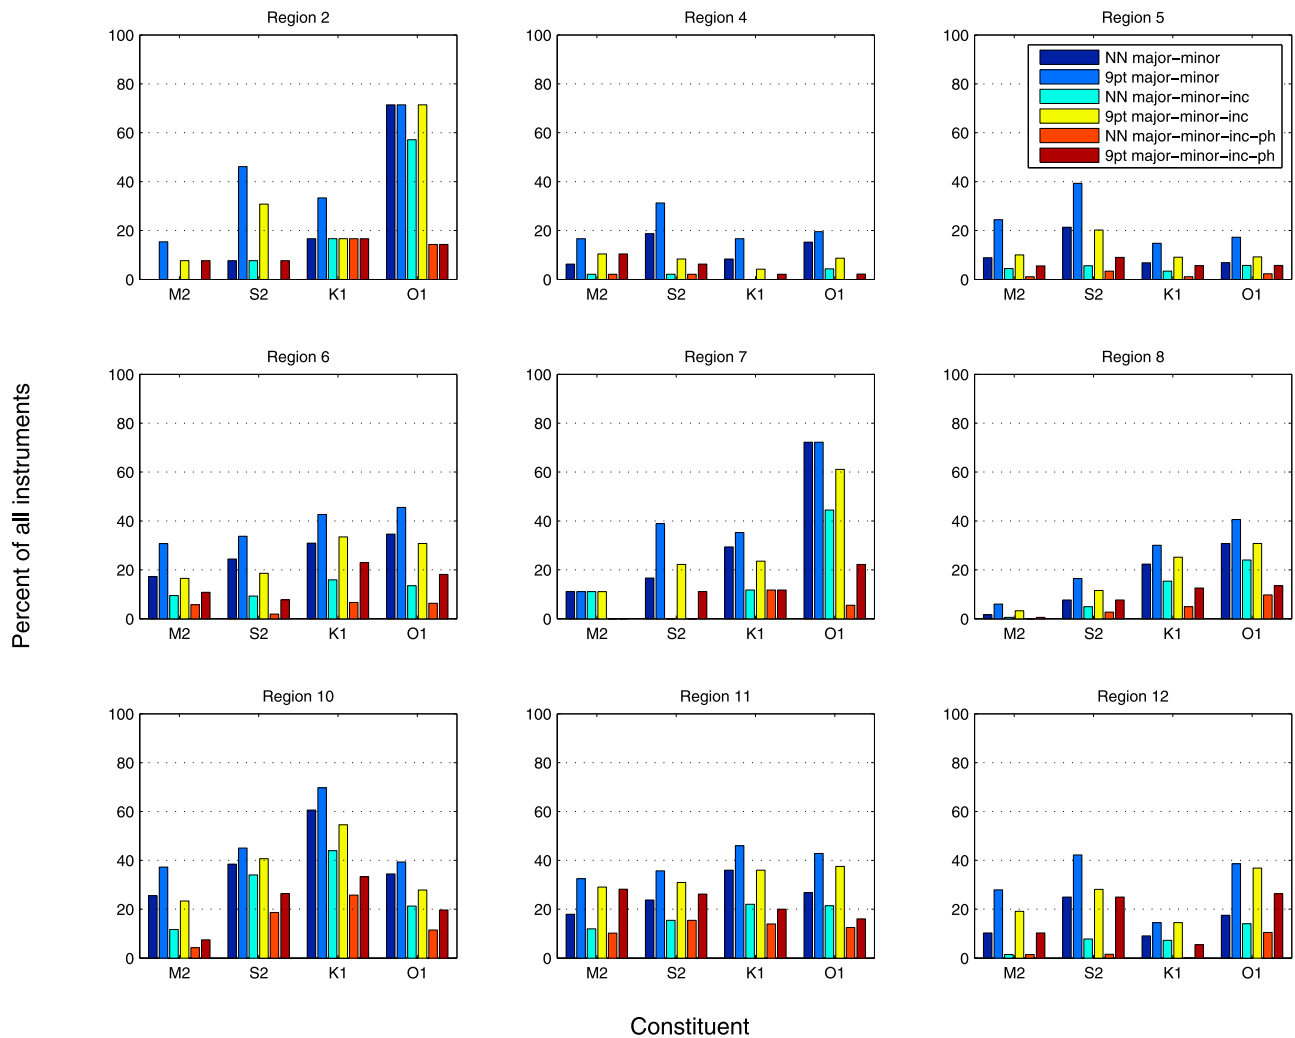 Region 2
100
80
60
40
20
0
M2 S2 K1 O1
Region 4
100
80
60
40
20
0
M2 S2 K1 O1
Region 5
100
80
60
40
20
0
M2 S2 K1 O1
NN major−minor
9pt major−minor
NN major−minor−inc
9pt major−minor−inc
NN major−minor−inc−ph
9pt major−minor−inc−ph
Region 6
100
80
60
40
20
0
M2 S2 K1 O1
Region 7
100
80
60
40
20
0
M2 S2 K1 O1
Region 8
100
80
60
40
20
0
M2 S2 K1 O1
Percent of all instruments
Region 10
100
80
60
40
20
0
M2 S2 K1 O1
Region 11
100
80
60
40
20
0
M2 S2 K1 O1
Region 12
100
80
60
40
20
0
M2 S2 K1 O1
Constituent